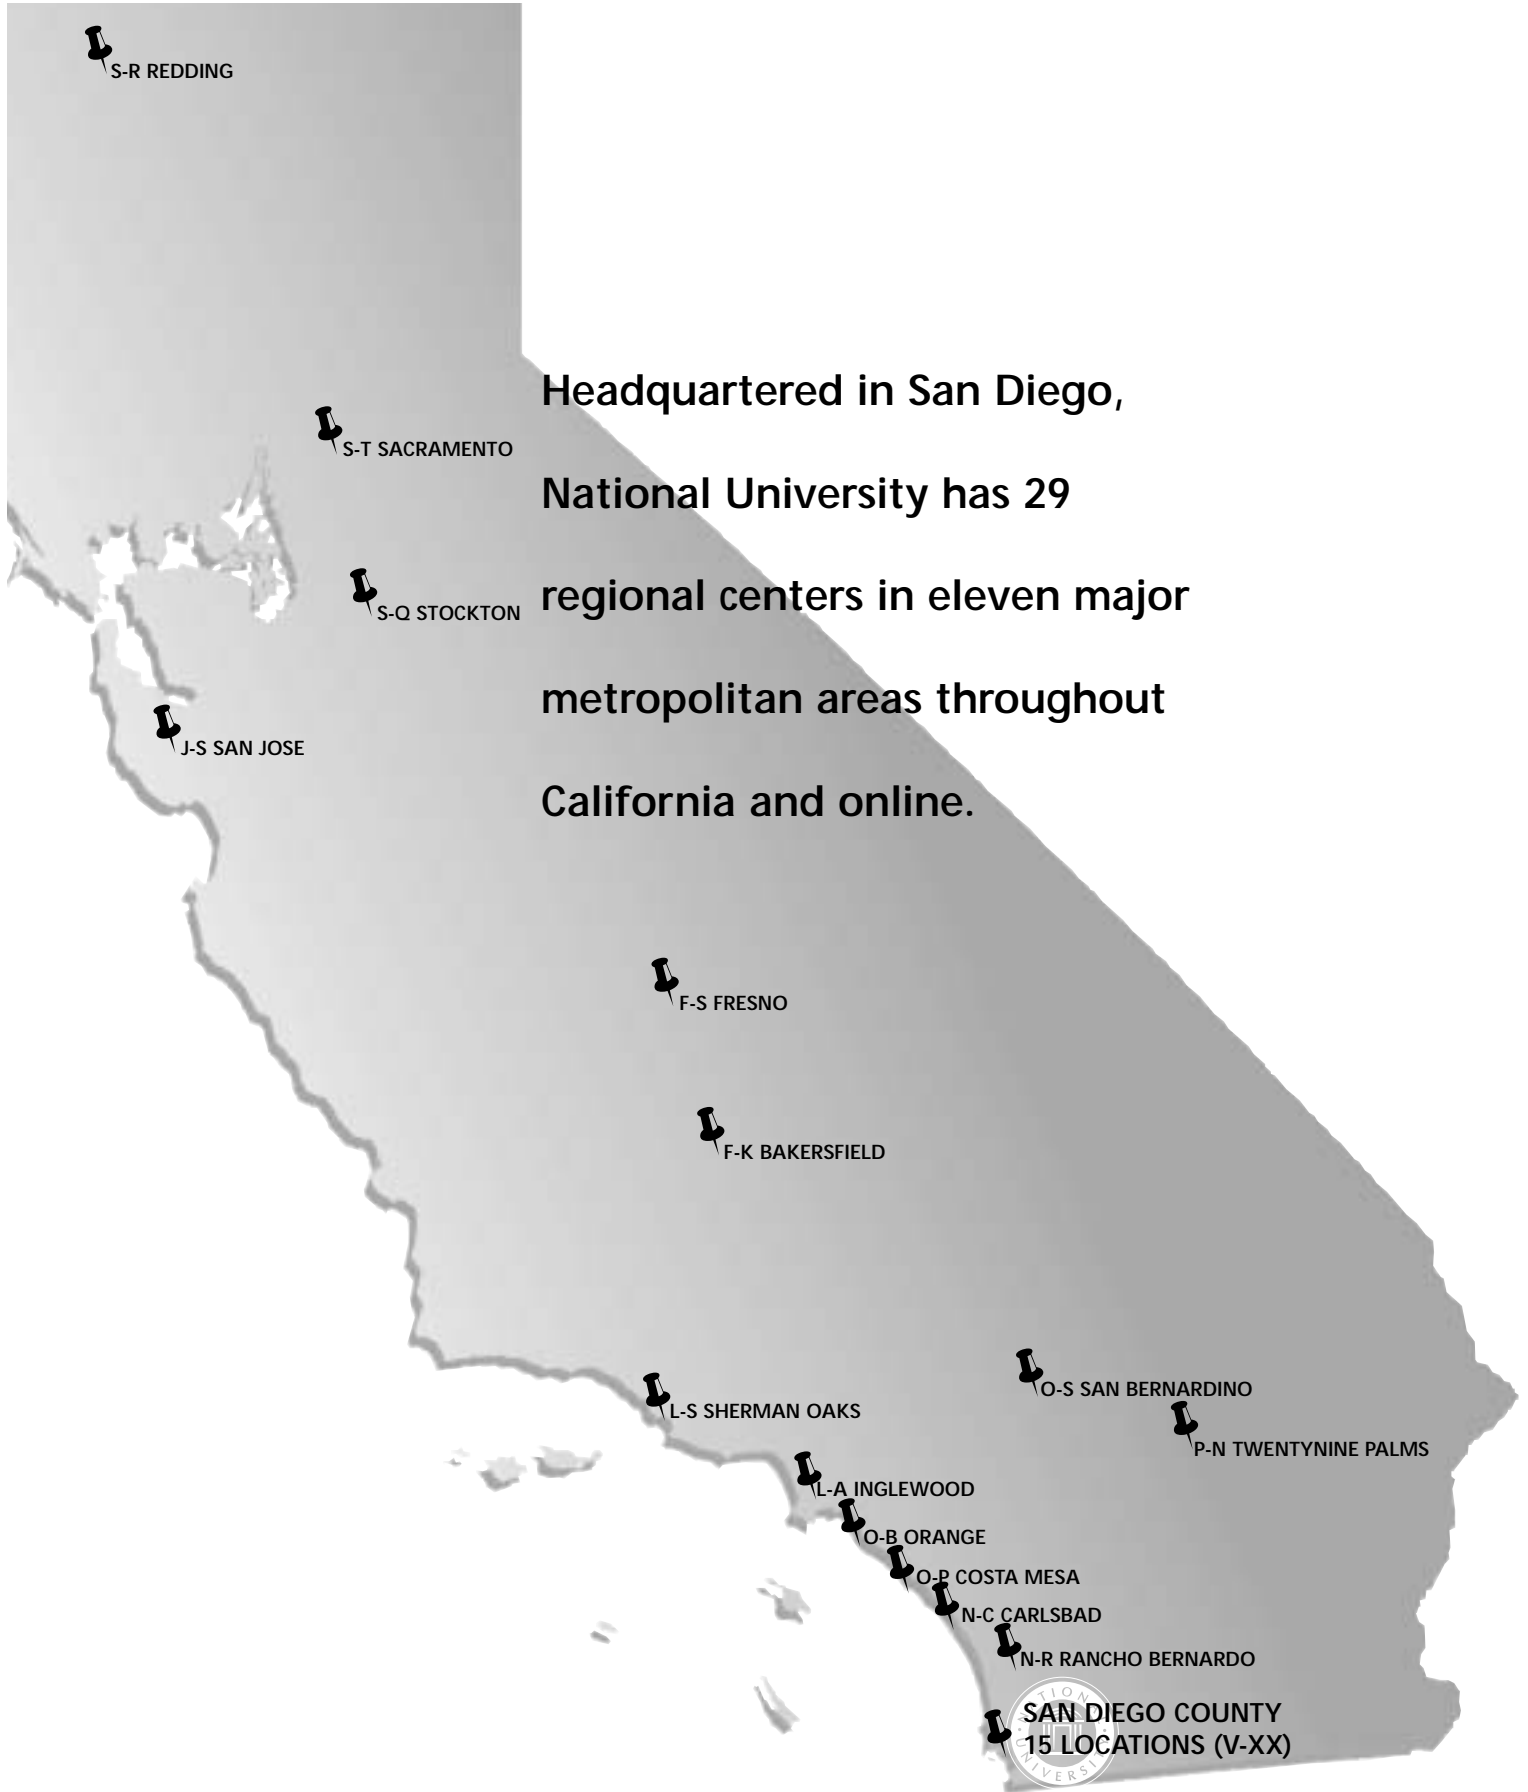 S-R REDDING
Headquartered in San Diego,
S-T SACRAMENTO
National University has 29
regional centers in eleven major
S-Q STOCKTON
metropolitan areas throughout
J-S SAN JOSE
California and online.
F-S FRESNO
F-K BAKERSFIELD
O-S SAN BERNARDINO
L-S SHERMAN OAKS
P-N TWENTYNINE PALMS
L-A INGLEWOOD
O-B ORANGE
O-P COSTA MESA
N-C CARLSBAD
N-R RANCHO BERNARDO
SAN DIEGO COUNTY
15 LOCATIONS (V-XX)
NATIONAL
UNIVERSITY